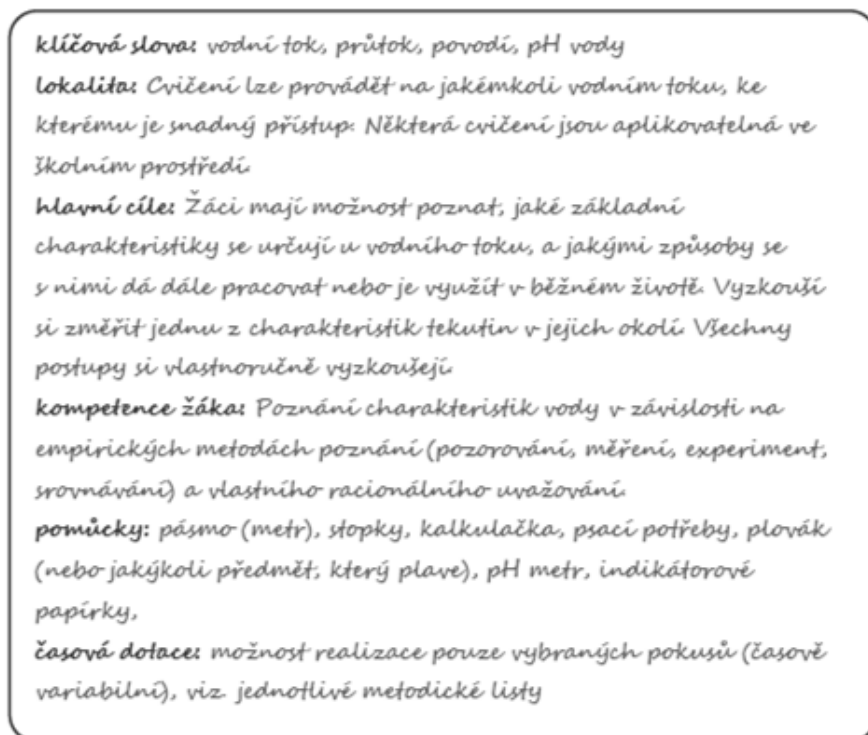 klíčová slova: vodní tok, průtok, povodí, pH vody
lokalita: Cvičení lze provádět na jakémkoli vodním toku, ke
kterému je snadný přístup. Některá cvičení jsou aplikovatelná ve
školním prostředí.
hlavní cíle: Žáci mají možnost poznat, jaké základní
charakteristiky se určují u vodního toku, a jakými způsoby se
s nimi dá dále pracovat nebo je využít v běžném životě. Vyzkouší
si změřit jednu z charakteristik tekutin v jejich okolí. Všechny
postupy si vlastnoručně vyzkoušejí.
kompetence žáka: Poznání charakteristik vody v závislosti na
empirických metodách poznání (pozorování, měření, experiment,
srovnávání) a vlastního racionálního uvažování.
pomůcky: pásmo (metr), stopky, kalkulačka, psací potřeby, plovák
(nebo jakýkoli předmět, který plave), pH metr, indikátorové
papírky,
časová dotace: možnost realizace pouze vybraných pokusů (časově
variabilní), viz. jednotlivé metodické listy